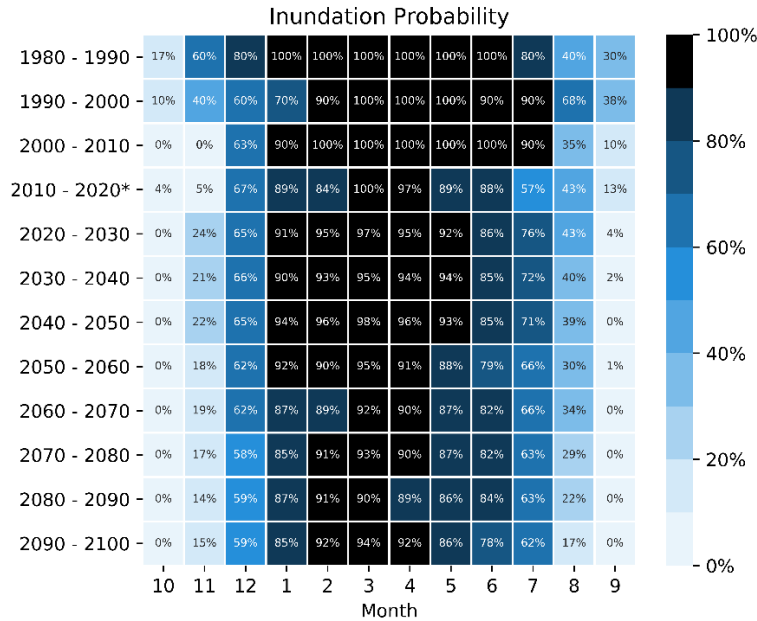 Inundation Probability
1980 - 1990 17% 60% 80% 100% 100% 100% 100% 100% 100% 80% 40% 30%
1990 - 2000 10% 40% 60% 70% 90% 100% 100% 100% 90% 90% 68% 38%
2000 - 2010 0% 0% 63% 90% 100% 100% 100% 100% 100% 90% 35% 10%
2010 - 2020* 4% 5% 67% 89% 84% 100% 97% 89% 88% 57% 43% 13%
2020 - 2030 0% 24% 65% 91% 95% 97% 95% 92% 86% 76% 43% 4%
2030 - 2040 0% 21% 66% 90% 93% 95% 94% 94% 85% 72% 40% 2%
2040 - 2050 0% 22% 65% 94% 96% 98% 96% 93% 85% 71% 39% 0%
2050 - 2060 0% 18% 62% 92% 90% 95% 91% 88% 79% 66% 30% 1%
2060 - 2070 0% 19% 62% 87% 89% 92% 90% 87% 82% 66% 34% 0%
2070 - 2080 0% 17% 58% 85% 91% 93% 90% 87% 82% 63% 29% 0%
2080 - 2090 0% 14% 59% 87% 91% 90% 89% 86% 84% 63% 22% 0%
2090 - 2100 0% 15% 59% 85% 92% 94% 92% 86% 78% 62% 17% 0%
10 11 12 1 2 3 4 5 6 7 8 9
Month
100%
80%
60%
40%
20%
0%